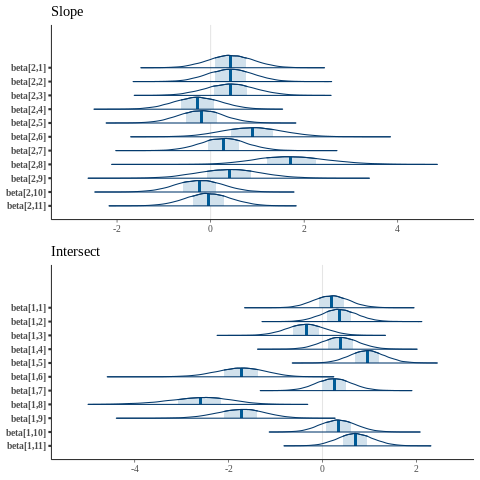 Slope
beta[2,1]
beta[2,2]
beta[2,3]
beta[2,4]
beta[2,5]
beta[2,6]
beta[2,7]
beta[2,8]
beta[2,9]
beta[2,10]
beta[2,11]
-2 0 2 4
Intersect
beta[1,1]
beta[1,2]
beta[1,3]
beta[1,4]
beta[1,5]
beta[1,6]
beta[1,7]
beta[1,8]
beta[1,9]
beta[1,10]
beta[1,11]
-4 -2 0 2